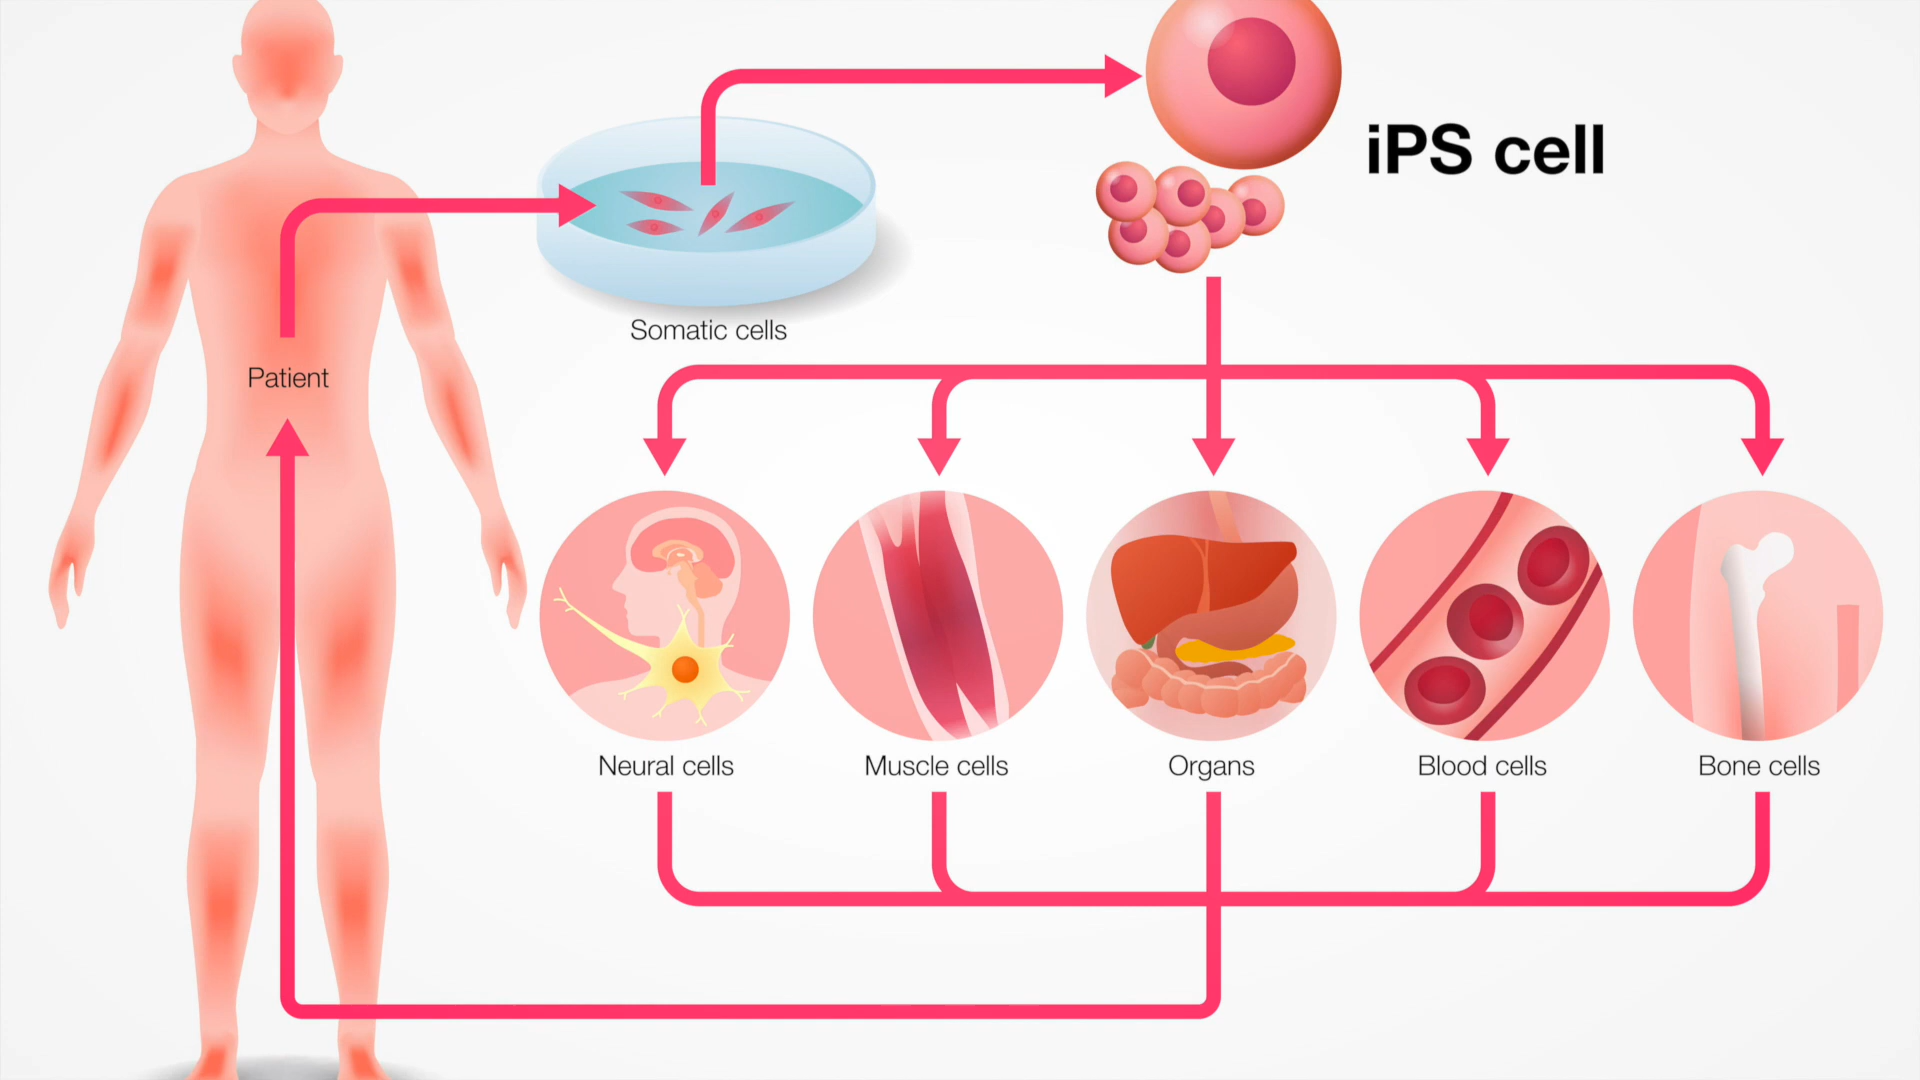 iPS cell
Somatic cells
Patient
Neural cells
Muscle cells
Organs
Blood cells
Bone cells